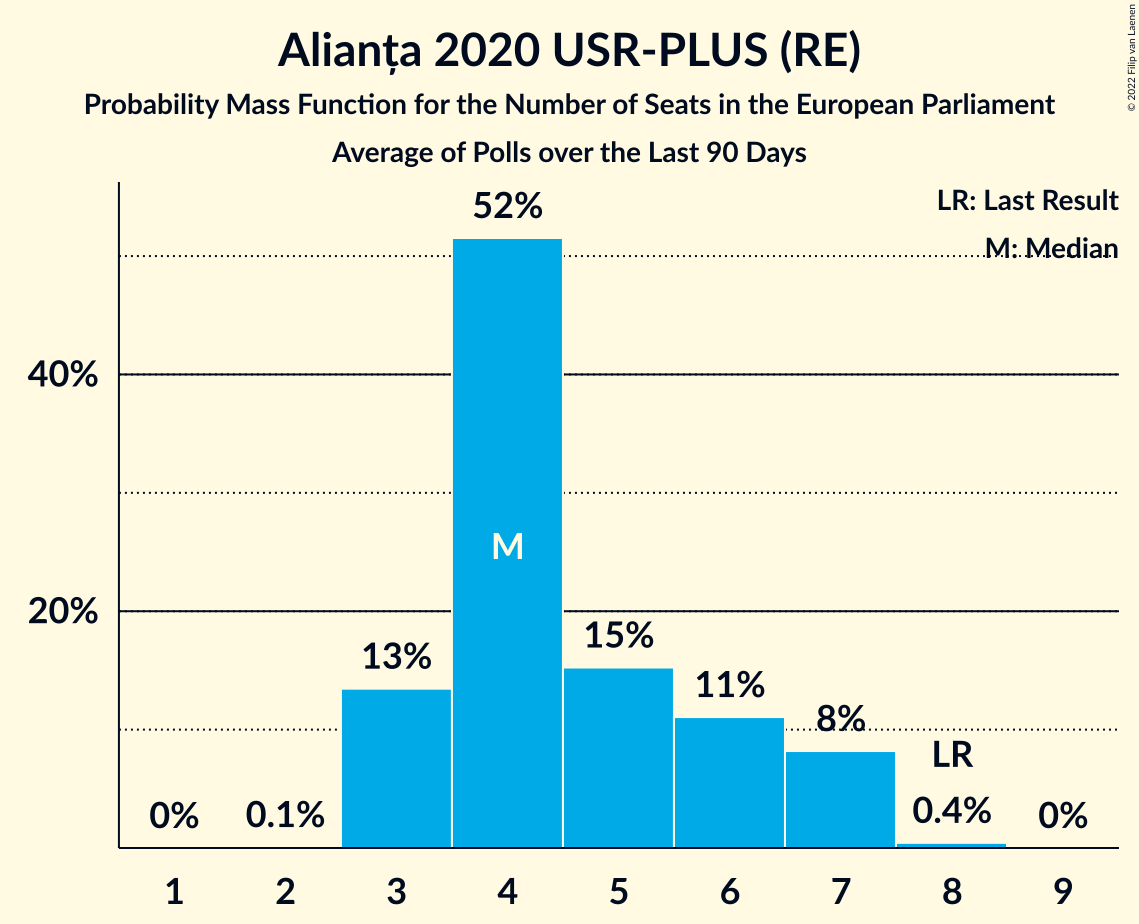 Alianța 2020 USR-PLUS (RE)
Probability Mass Function for the Number of Seats in the European Parliament
Average of Polls over the Last 90 Days
© 2022 Filip van Laenen
LR: Last Result
M: Median
52%
40%
M
20%
15%
13%
11%
8%
LR
0% 0.1% 0.4% 0%
1 2 3 4 5 6 7 8 9